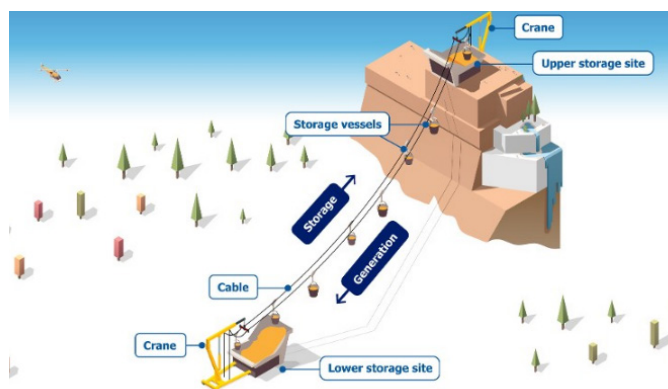 Crane
Upper storage site
Storage vessels
Storage
Generation
Cable
Crane
Lower storage site